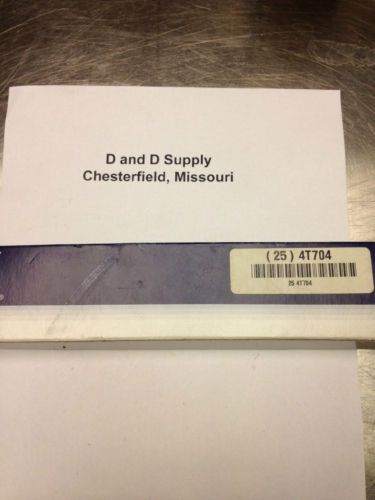 D and D Supply
Chesterfield, Missouri
( 25 ) 4T704
25 4T704